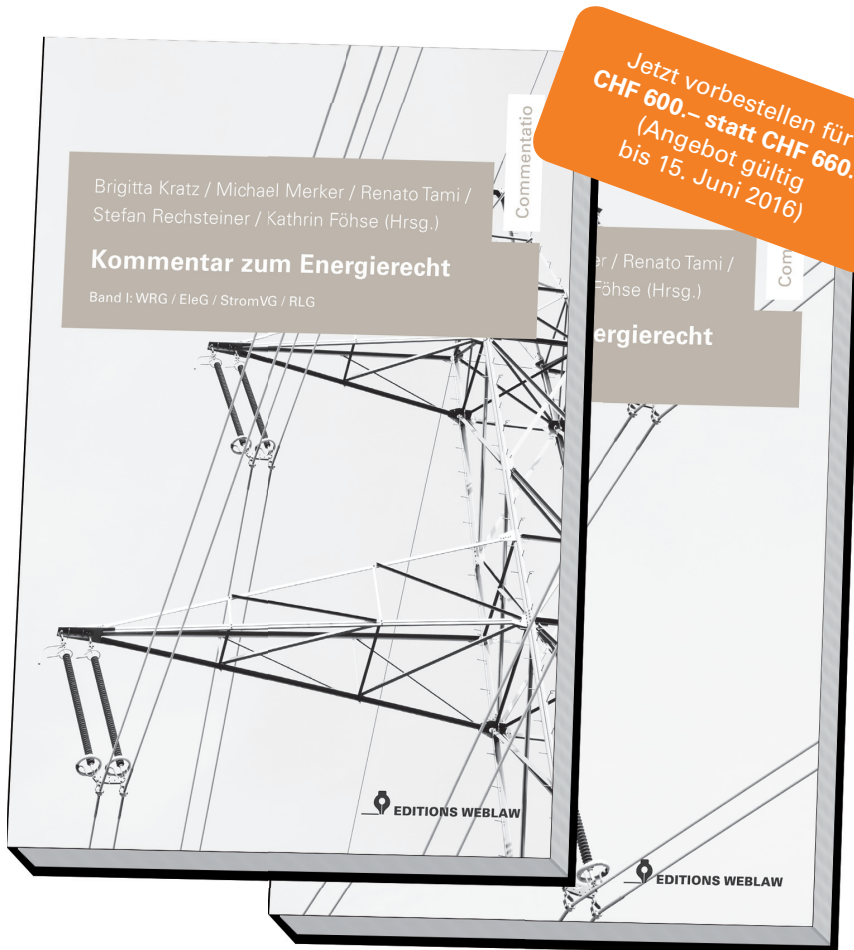 Jetzt vorbestellen für
CHF 600.– statt CHF 660.
(Angebot gültig
bis 15. Juni 2016)
Commentatio
Brigitta Kratz / Michael Merker / Renato Tami /
Stefan Rechsteiner / Kathrin Föhse (Hrsg.)
Kommentar zum Energierecht
Band I: WRG / EleG / StromVG / RLG
EDITIONS WEBLAW
Com
er / Renato Tami /
Föhse (Hrsg.)
ergierecht
EDITIONS WEBLAW